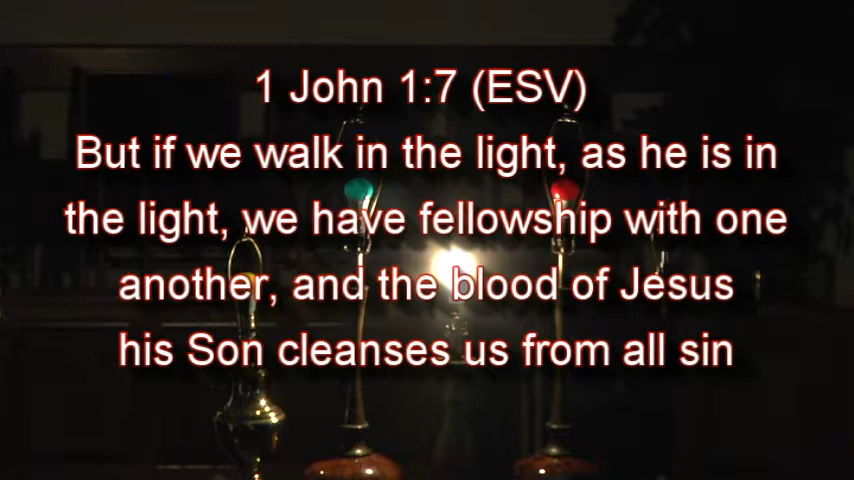 1 John 1:7 (ESV)
But if we walk in the light, as he is in
the light, we have fellowship with one
another, and the blood of Jesus
his Son cleanses us from all sin